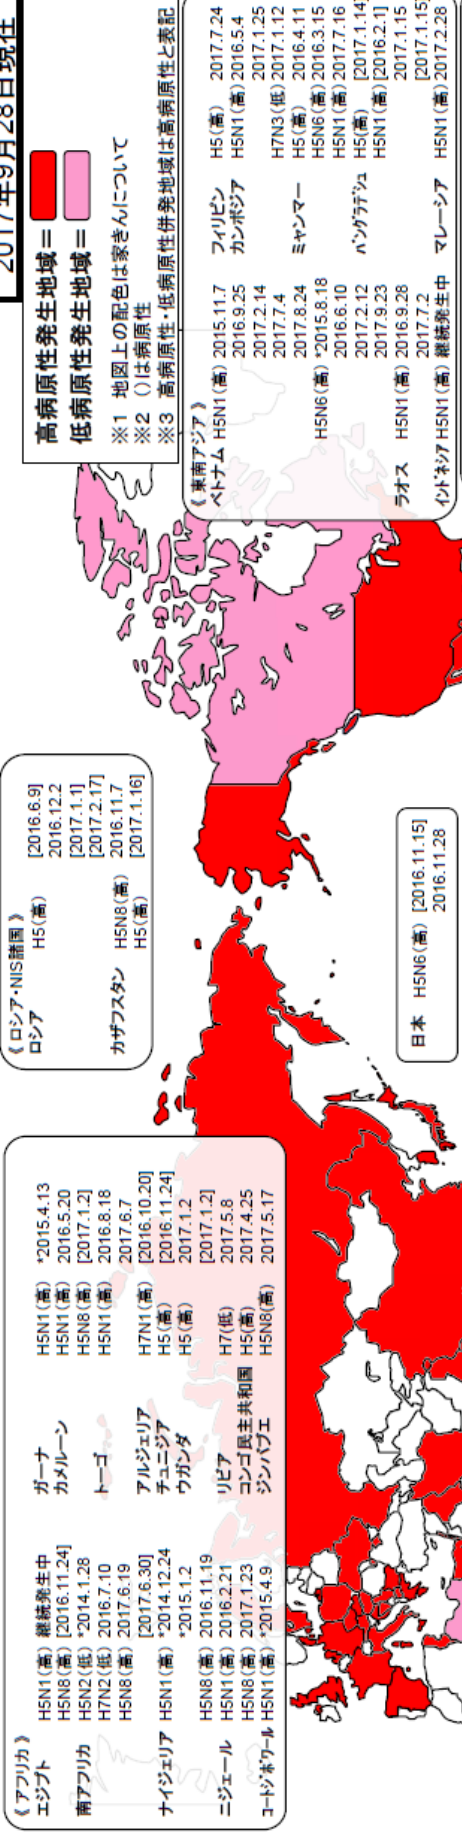 2017年9月28日現在
高病原性発生地域＝
低病原性発生地域＝
※1 地図上の配色は家きんについて
※2 ()は病原性
※3 高病原性・低病原性併発地域は高病原性と表記
《アフリカ》
エジプト H5N1(高) 継続発生中
H5N8(高) [2016.11.24]
南アフリカ H5N2(低) *2014.1.28
H7N2(低) 2016.7.10
H5N8(高) 2017.6.19
[2017.6.30]
ナイジェリア H5N1(高) *2014.12.24
*2015.1.2
H5N8(高) 2016.11.19
ニジェール H5N1(高) 2016.2.21
H5N8(高) 2017.1.23
コートジボワール H5N1(高) *2015.4.9
ガーナ H5N1(高) *2015.4.13
カメルーン H5N1(高) 2016.5.20
H5N8(高) [2017.1.2]
トーゴ H5N1(高) 2016.8.18
2017.6.7
アルジェリア H7N1(高) [2016.10.20]
チュニジア H5(高) [2016.11.24]
ウガンダ H5(高) 2017.1.2
[2017.1.2]
リビア H7(低) 2017.5.8
コンゴ民主共和国 H5(高) 2017.4.25
ジンバブエ H5N8(高) 2017.5.17
《ロシア・NIS諸国》
ロシア H5(高) [2016.6.9]
2016.12.2
[2017.1.1]
[2017.2.17]
カザフスタン H5N8(高) 2016.11.7
H5(高) [2017.1.16]
日本 H5N6(高) [2016.11.15]
2016.11.28
《東南アジア》
ベトナム H5N1(高) 2015.11.7
2016.9.25
2017.2.14
2017.7.4
2017.8.24
H5N6(高) *2015.8.18
2016.6.10
2017.2.12
2017.9.23
ラオス H5N1(高) 2016.9.28
2017.7.2
インドネシア H5N1(高) 継続発生中
フィリピン H5(高) 2017.7.24
カンボジア H5N1(高) 2016.5.4
2017.1.25
H7N3(低) 2017.1.12
ミャンマー H5(高) 2016.4.11
H5N6(高) 2016.3.15
H5N1(高) 2017.7.16
バングラデシュ H5(高) [2017.1.14]
H5N1(高) [2016.2.1]
2017.1.15
[2017.1.15]
マレーシア H5N1(高) 2017.2.28